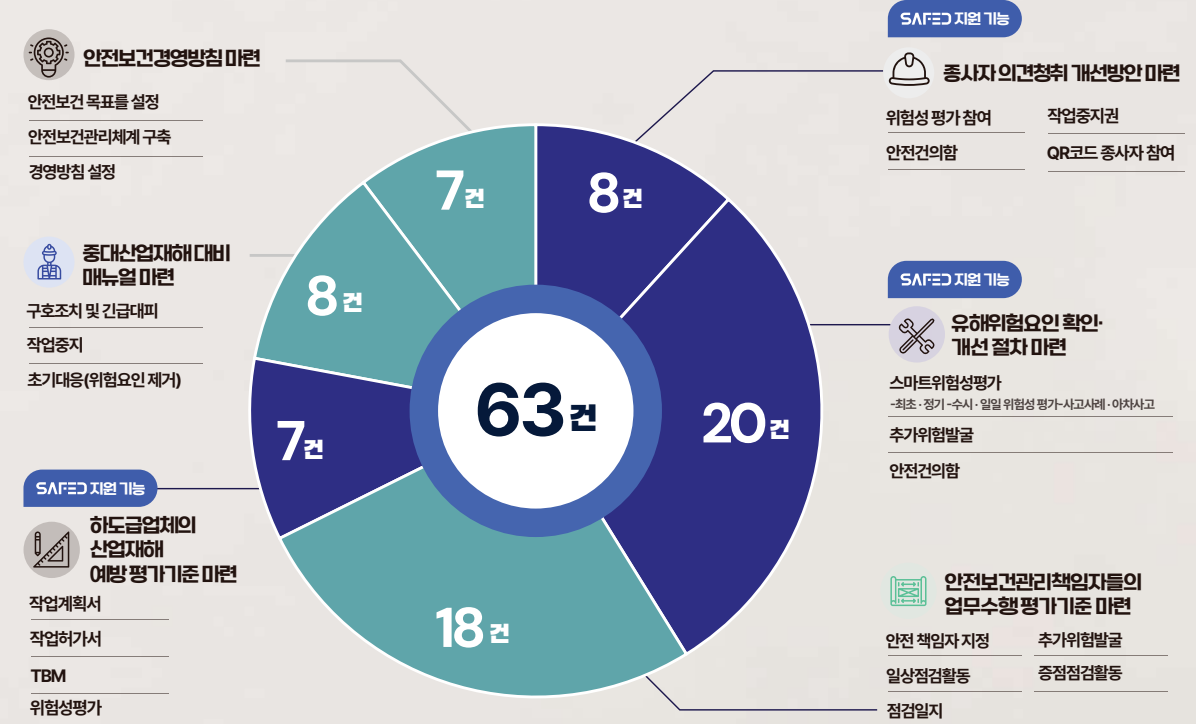 안전보건경영방침 마련
안전보건 목표를 설정
안전보건관리체계 구축
경영방침 설정
중대산업재해 대비
매뉴얼 마련
구호조치 및 긴급대피
작업중지
초기대응(위험요인 제거)
SAFED 지원 기능
하도급업체의
산업재해
예방 평가기준 마련
작업계획서
작업허가서
TBM
위험성평가
7건
8건
8건
7건
63건
20건
18건
SAFED 지원 기능
종사자 의견청취 개선방안 마련
위험성 평가 참여 작업중지권
안전건의함 QR코드 종사자 참여
SAFED 지원 기능
유해위험요인 확인·
개선 절차 마련
스마트위험성평가
-최초 · 정기 -수시 · 일일 위험성 평가-사고사례 · 아차사고
추가위험발굴
안전건의함
안전보건관리책임자들의
업무수행 평가기준 마련
안전 책임자 지정 추가위험발굴
일상점검활동 증점점검활동
점검일지